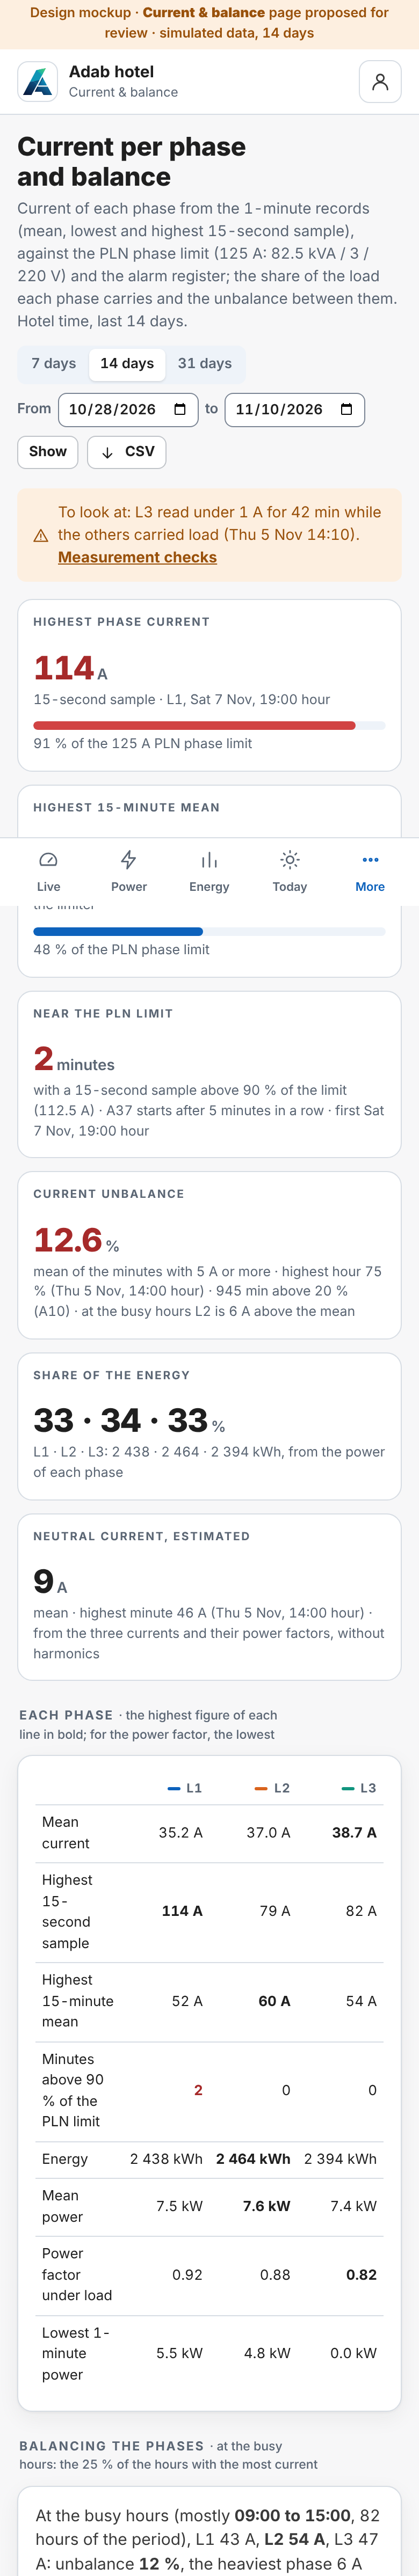 Design mockup · Current & balance page proposed for
review · simulated data, 14 days
Adab hotel
Current & balance
Current per phase
and balance
Current of each phase from the 1-minute records
(mean, lowest and highest 15-second sample),
against the PLN phase limit (125 A: 82.5 kVA / 3 /
220 V) and the alarm register; the share of the load
each phase carries and the unbalance between them.
Hotel time, last 14 days.
7 days 14 days 31 days
From 10/28/2026 to 11/10/2026
Show ↓ CSV
To look at: L3 read under 1 A for 42 min while
the others carried load (Thu 5 Nov 14:10).
Measurement checks
HIGHEST PHASE CURRENT
114 A
15-second sample · L1, Sat 7 Nov, 19:00 hour
91 % of the 125 A PLN phase limit
HIGHEST 15-MINUTE MEAN
Live Power Energy Today More
the limiter
48 % of the PLN phase limit
NEAR THE PLN LIMIT
2 minutes
with a 15-second sample above 90 % of the limit
(112.5 A) · A37 starts after 5 minutes in a row · first Sat
7 Nov, 19:00 hour
CURRENT UNBALANCE
12.6 %
mean of the minutes with 5 A or more · highest hour 75
% (Thu 5 Nov, 14:00 hour) · 945 min above 20 %
(A10) · at the busy hours L2 is 6 A above the mean
SHARE OF THE ENERGY
33 · 34 · 33 %
L1 · L2 · L3: 2 438 · 2 464 · 2 394 kWh, from the power
of each phase
NEUTRAL CURRENT, ESTIMATED
9 A
mean · highest minute 46 A (Thu 5 Nov, 14:00 hour) ·
from the three currents and their power factors, without
harmonics
EACH PHASE · the highest figure of each
line in bold; for the power factor, the lowest
L1 L2 L3
Mean
current 35.2 A 37.0 A 38.7 A
Highest
15-
second
sample 114 A 79 A 82 A
Highest
15-minute
mean 52 A 60 A 54 A
Minutes
above 90
% of the
PLN limit 2 0 0
Energy 2 438 kWh 2 464 kWh 2 394 kWh
Mean
power 7.5 kW 7.6 kW 7.4 kW
Power
factor
under load 0.92 0.88 0.82
Lowest 1-
minute
power 5.5 kW 4.8 kW 0.0 kW
BALANCING THE PHASES · at the busy
hours: the 25 % of the hours with the most current
At the busy hours (mostly 09:00 to 15:00, 82
hours of the period), L1 43 A, L2 54 A, L3 47
A: unbalance 12 %, the heaviest phase 6 A